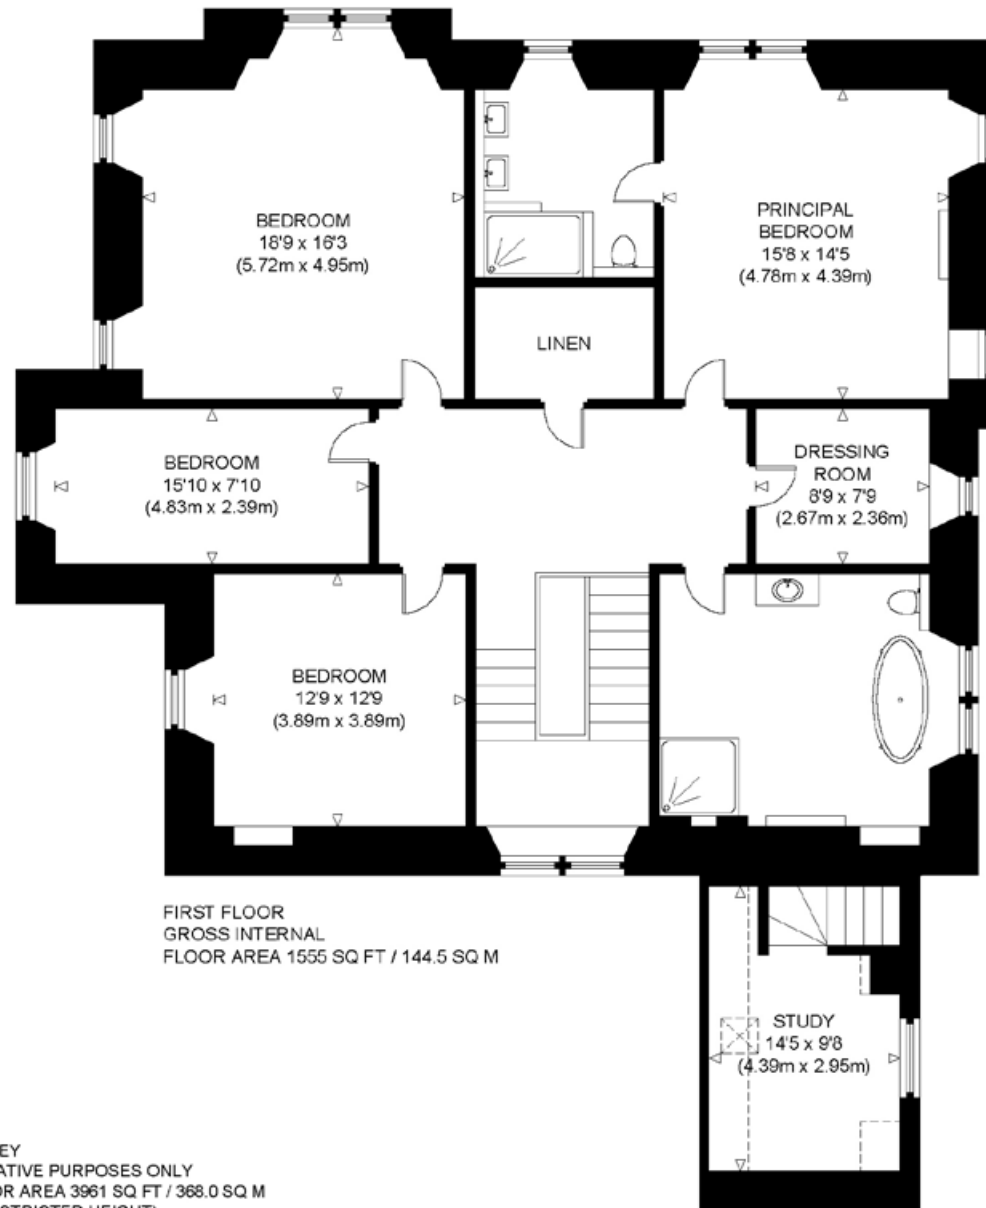 BEDROOM
18'9 x 16'3
(5.72m x 4.95m)
PRINCIPAL
BEDROOM
15'8 x 14'5
(4.78m x 4.39m)
LINEN
BEDROOM
15'10 x 7'10
(4.83m x 2.39m)
DRESSING
ROOM
8'9 x 7'9
(2.67m x 2.36m)
BEDROOM
12'9 x 12'9
(3.89m x 3.89m)
FIRST FLOOR
GROSS INTERNAL
FLOOR AREA 1555 SQ FT / 144.5 SQ M
STUDY
14'5 x 9'8
(4.39m x 2.95m)
EY
ATIVE PURPOSES ONLY
OR AREA 3961 SQ FT / 368.0 SQ M